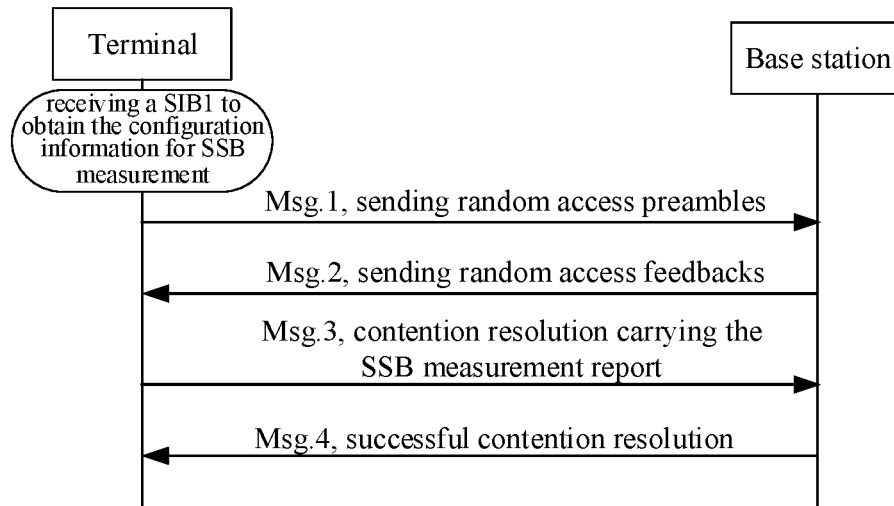 Terminal
Base station
receiving a SIB1 to
obtain the configuration
information for SSB
measurement
Msg.1, sending random access preambles
Msg.2, sending random access feedbacks
Msg.3, contention resolution carrying the
SSB measurement report
Msg.4, successful contention resolution